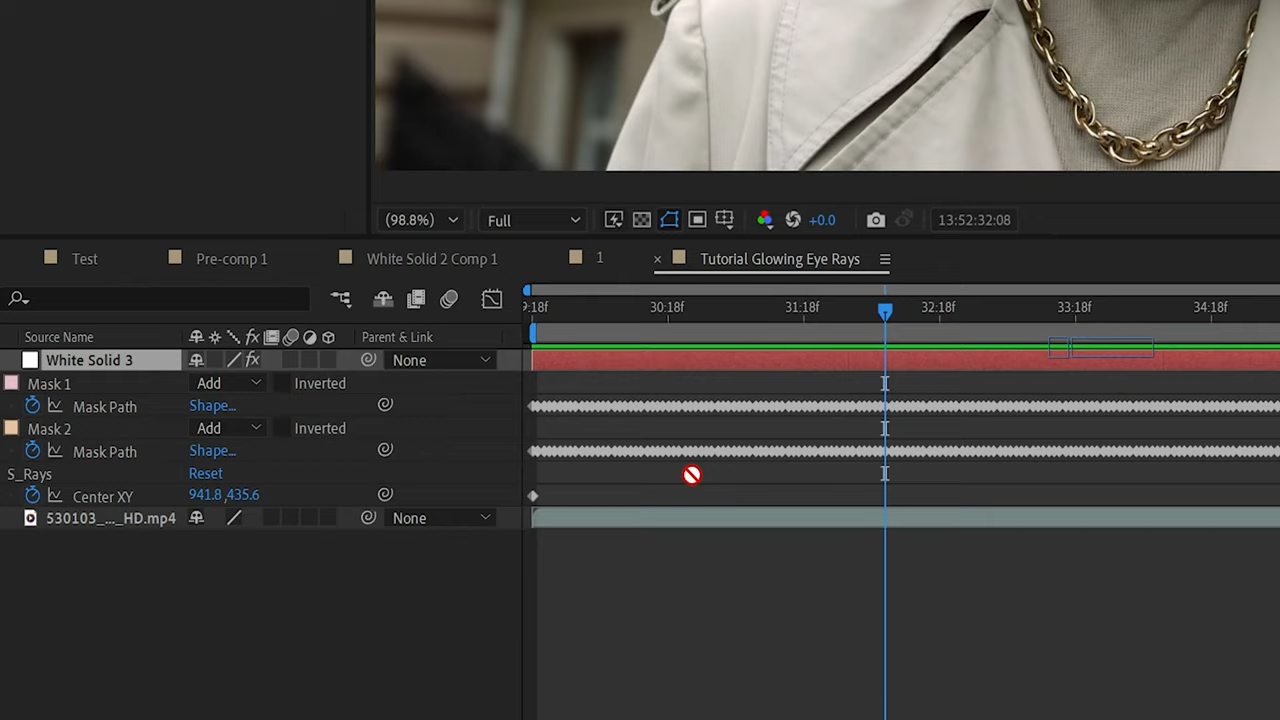 (98.8%) Full +0.0 13:52:32:08
Test Pre-comp 1 White Solid 2 Comp 1 1 × Tutorial Glowing Eye Rays
9:18f 30:18f 31:18f 32:18f 33:18f 34:18f
Source Name fx Parent & Link
White Solid 3 fx None
Mask 1 Add Inverted
Mask Path Shape...
Mask 2 Add Inverted
Mask Path Shape...
S_Rays Reset
Center XY 941.8,435.6
530103_..._HD.mp4 None